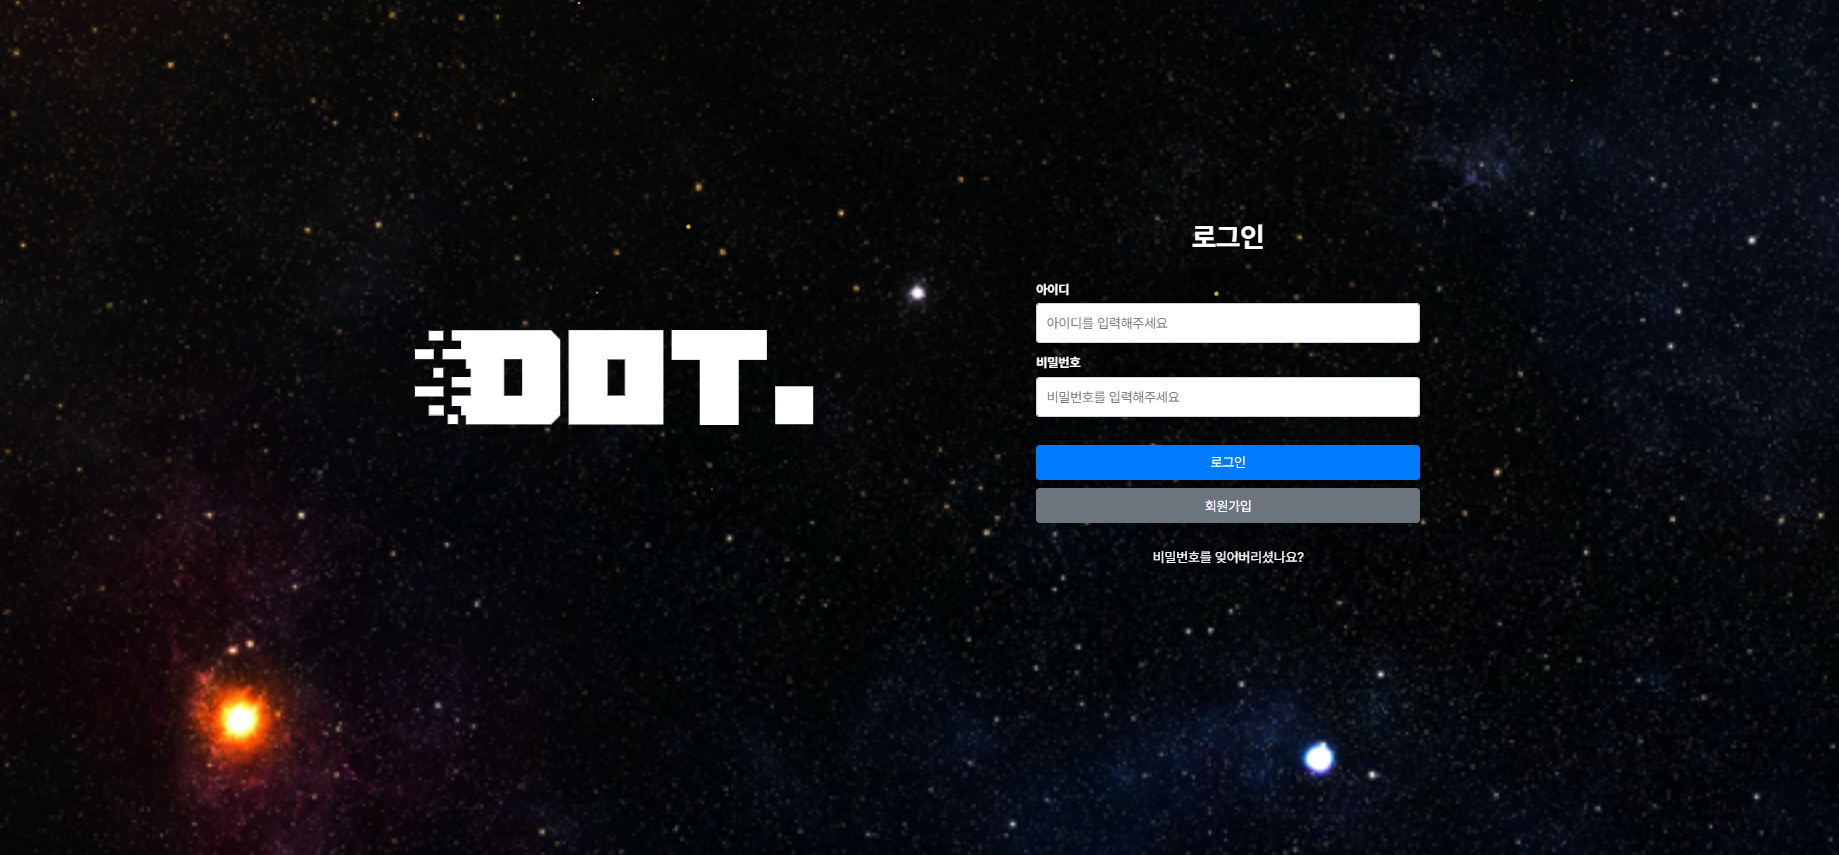 DOT.
로그인
아이디
아이디를 입력해주세요
비밀번호
비밀번호를 입력해주세요
로그인
회원가입
비밀번호를 잊어버리셨나요?